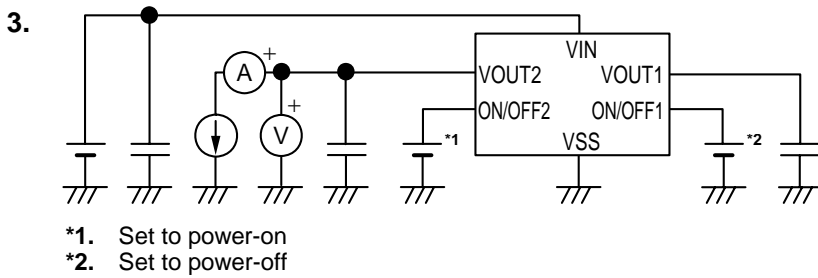 3.
VIN
A +
VOUT2 VOUT1
ON/OFF2 ON/OFF1
+
V
*1 *2
VSS
*1. Set to power-on
*2. Set to power-off